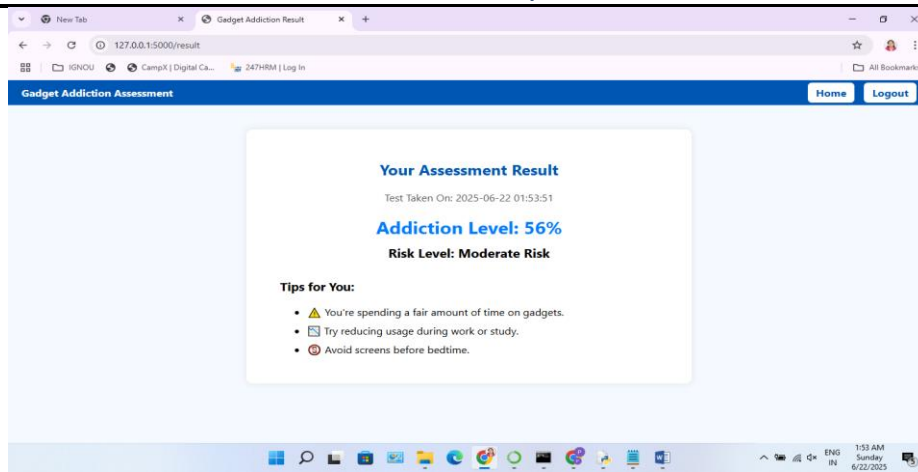 New Tab
Gadget Addiction Result
127.0.0.1:5000/result
IGNOU
CampX | Digital Ca...
247HRM | Log In
All Bookmarks
Gadget Addiction Assessment
Home
Logout
Your Assessment Result
Test Taken On: 2025-06-22 01:53:51
Addiction Level: 56%
Risk Level: Moderate Risk
Tips for You:
• ⚠ You're spending a fair amount of time on gadgets.
• 📉 Try reducing usage during work or study.
• 📵 Avoid screens before bedtime.
ENG
IN
1:53 AM
Sunday
6/22/2025